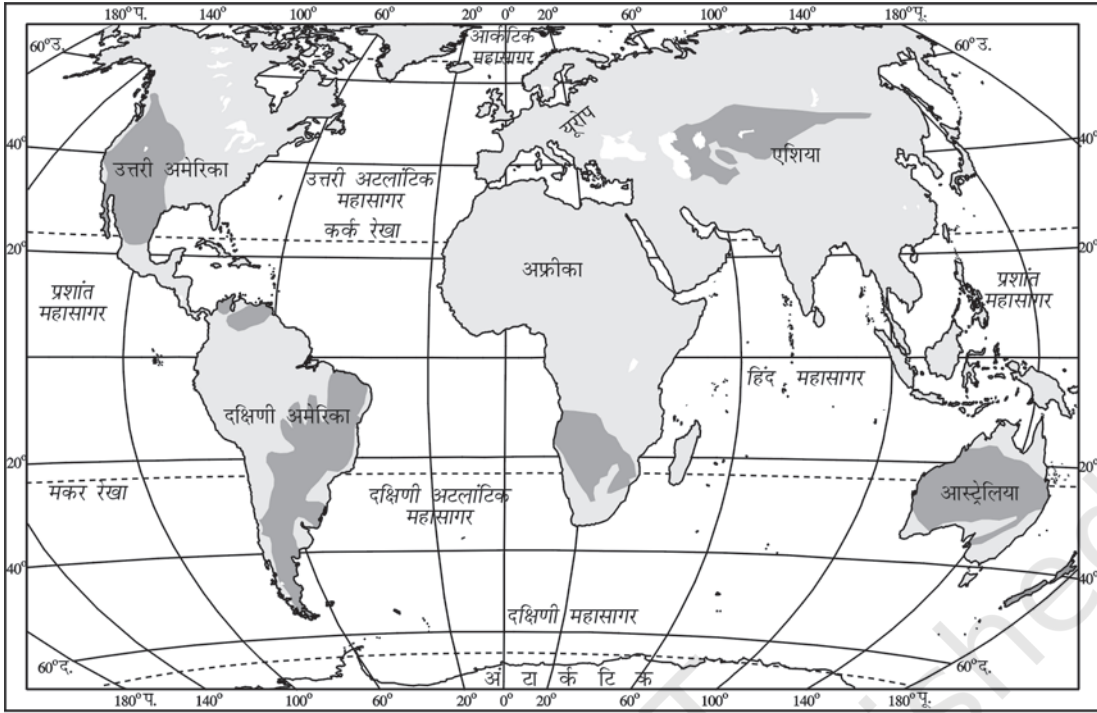 180°प. 140° 100° 60° 20° 0° 20° 60° 100° 140° 180°पू.
60°उ. 60°उ.
आर्कटिक
महासागर
यूरोप
40° 40°
एशिया
उत्तरी अमेरिका
उत्तरी अटलांटिक
महासागर
कर्क रेखा
20° 20°
अफ्रीका
प्रशांत
महासागर
प्रशांत
महासागर
हिंद महासागर
दक्षिणी अमेरिका
20° 20°
मकर रेखा
दक्षिणी अटलांटिक
महासागर
आस्ट्रेलिया
40° 40°
दक्षिणी महासागर
60°द. 60°द.
अं टा र्क टि क
180°प. 140° 100° 60° 20° 0° 20° 60° 100° 140° 180°पू.